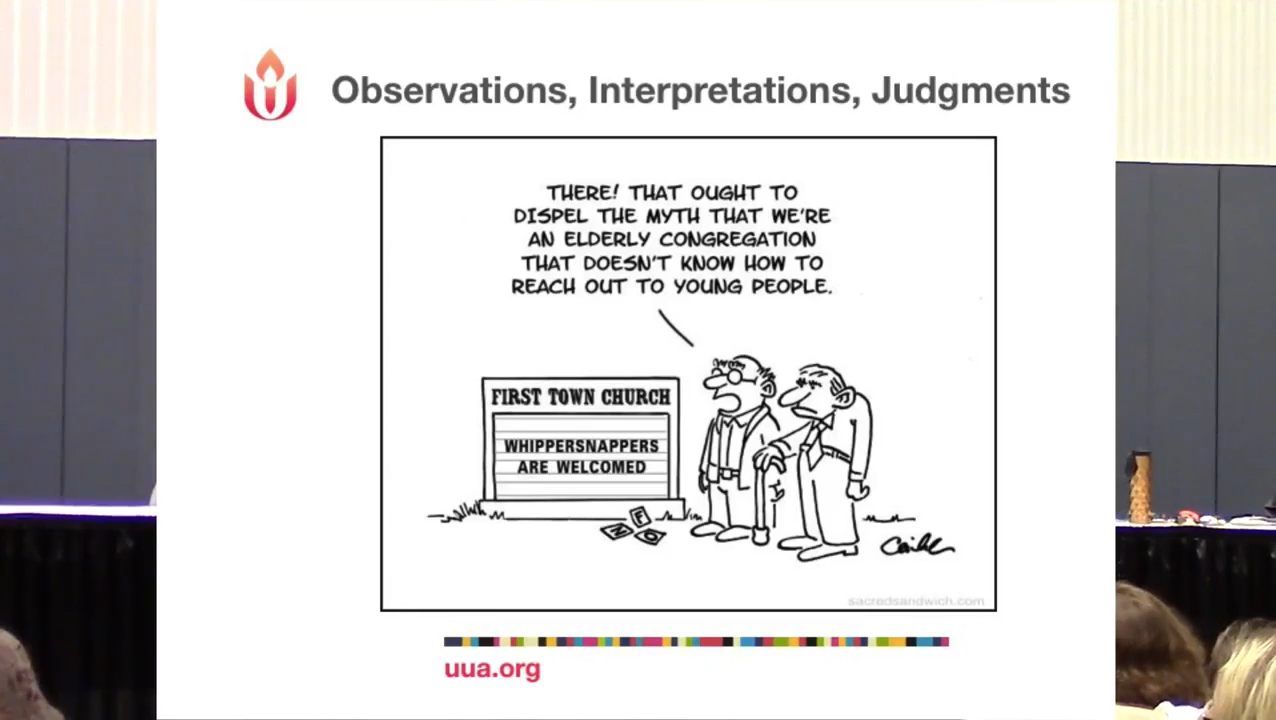 Observations, Interpretations, Judgments
THERE! THAT OUGHT TO
DISPEL THE MYTH THAT WE'RE
AN ELDERLY CONGREGATION
THAT DOESN'T KNOW HOW TO
REACH OUT TO YOUNG PEOPLE.
FIRST TOWN CHURCH
WHIPPERSNAPPERS
ARE WELCOMED
F
N
O
sacredsandwich.com
uua.org